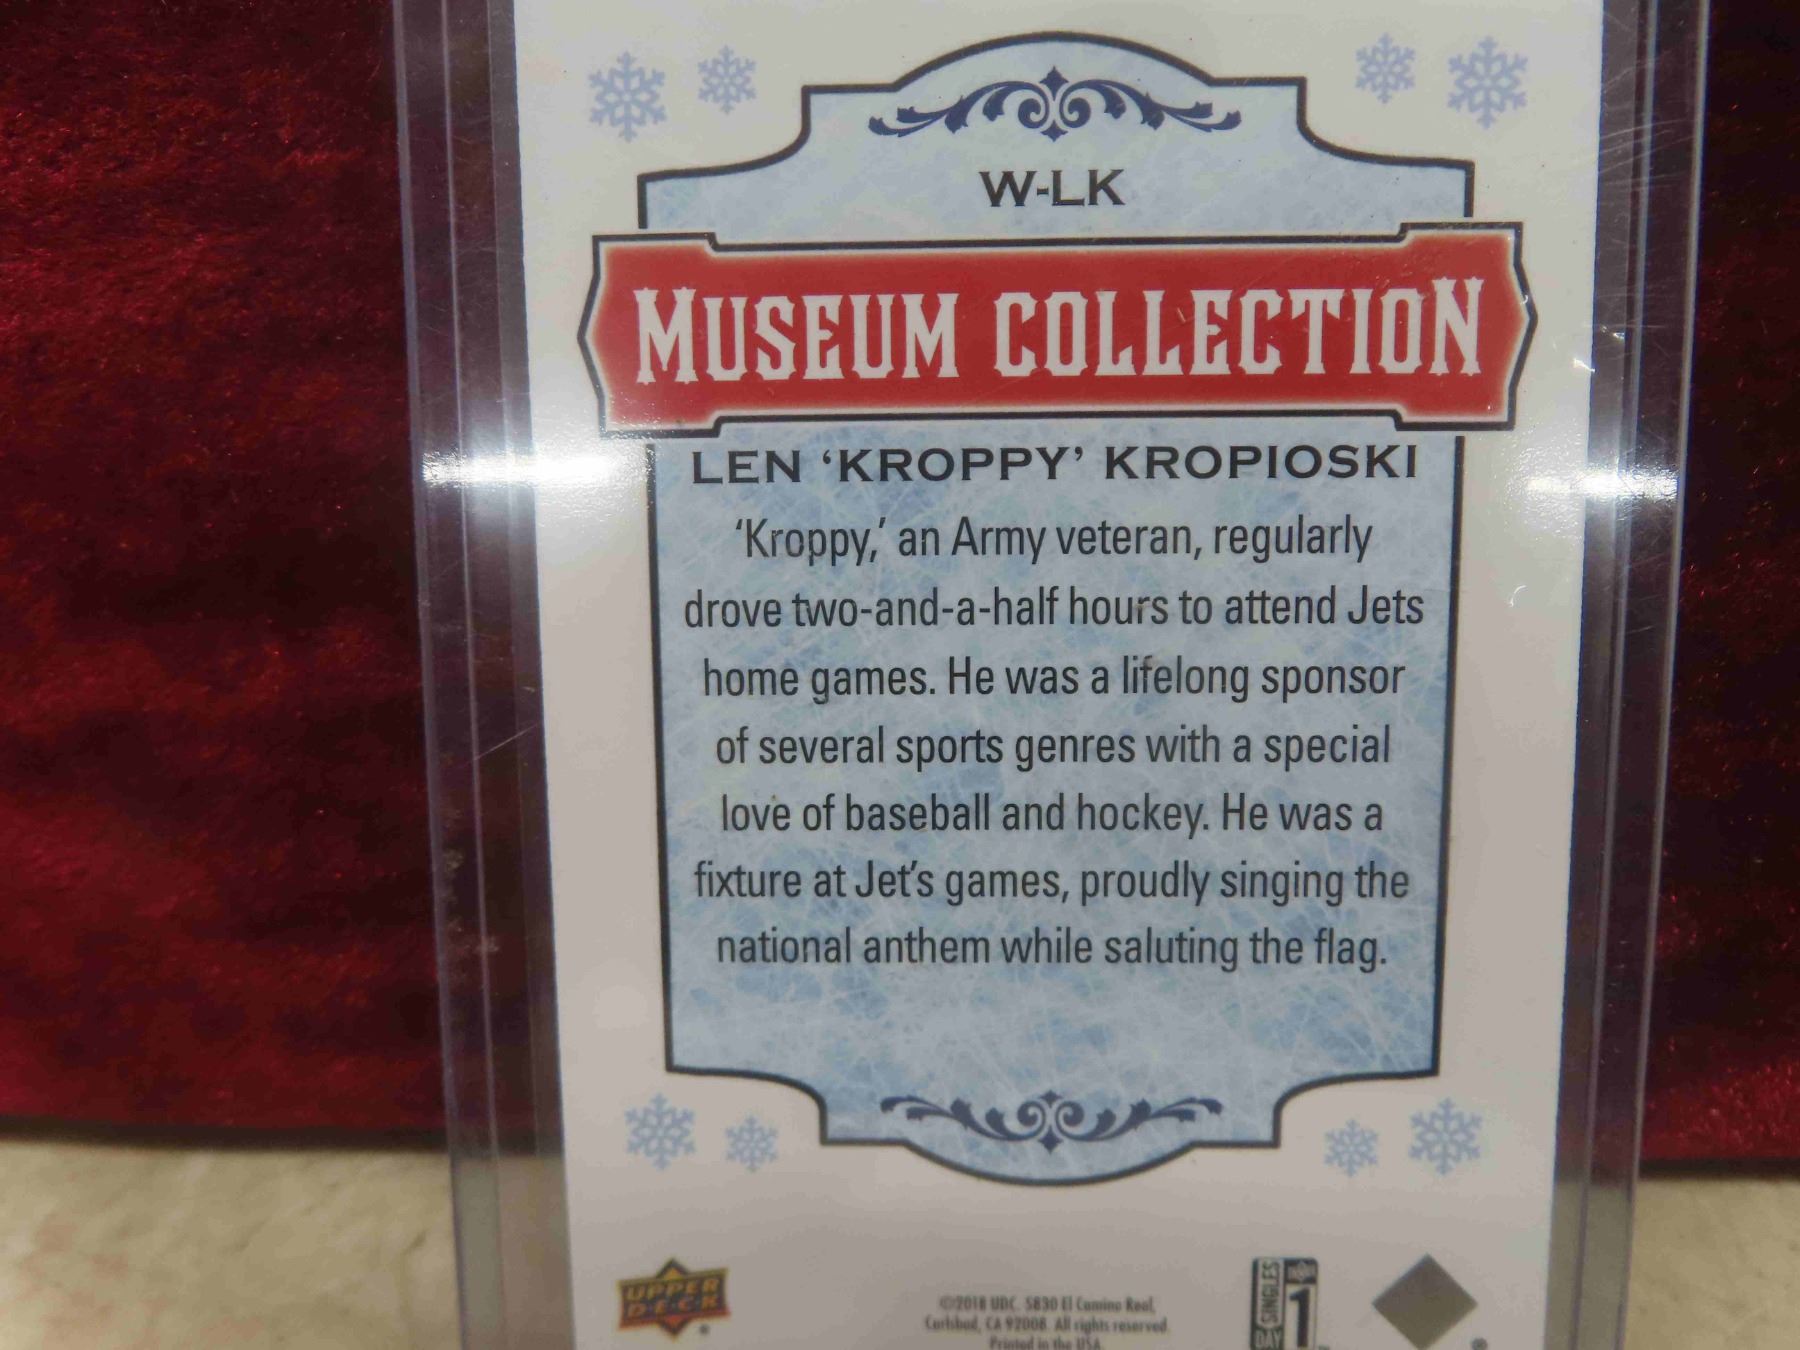 W-LK
MUSEUM COLLECTION
LEN ‘KROPPY’ KROPIOSKI
‘Kroppy,’ an Army veteran, regularly
drove two-and-a-half hours to attend Jets
home games. He was a lifelong sponsor
of several sports genres with a special
love of baseball and hockey. He was a
fixture at Jet’s games, proudly singing the
national anthem while saluting the flag.
UPPER
DECK
©2018 UDC. 5830 El Camino Real,
Carlsbad, CA 92008. All rights reserved.
Printed in the USA.
SINGLES
DAY
1